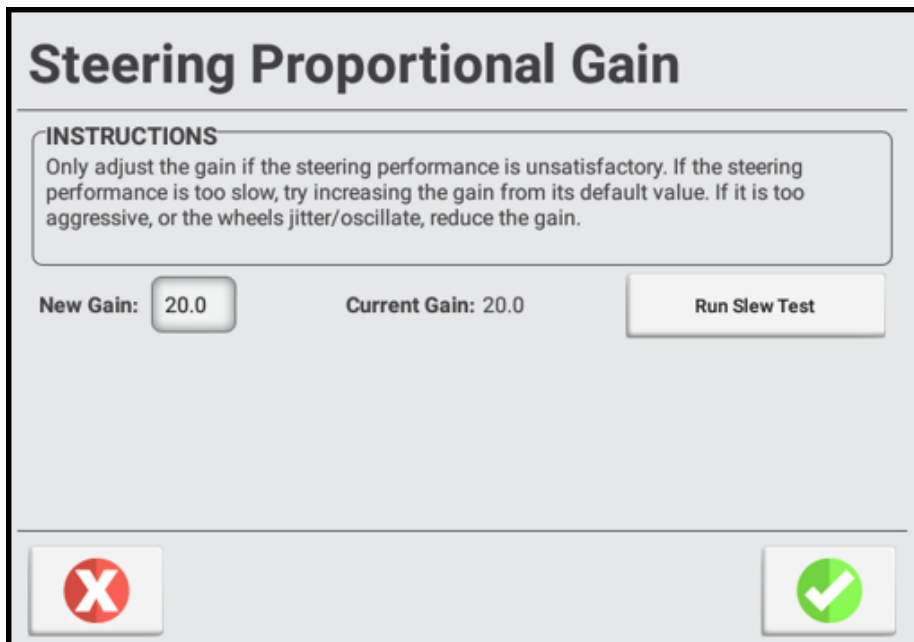 Steering Proportional Gain
INSTRUCTIONS
Only adjust the gain if the steering performance is unsatisfactory. If the steering
performance is too slow, try increasing the gain from its default value. If it is too
aggressive, or the wheels jitter/oscillate, reduce the gain.
New Gain: 20.0 Current Gain: 20.0 Run Slew Test